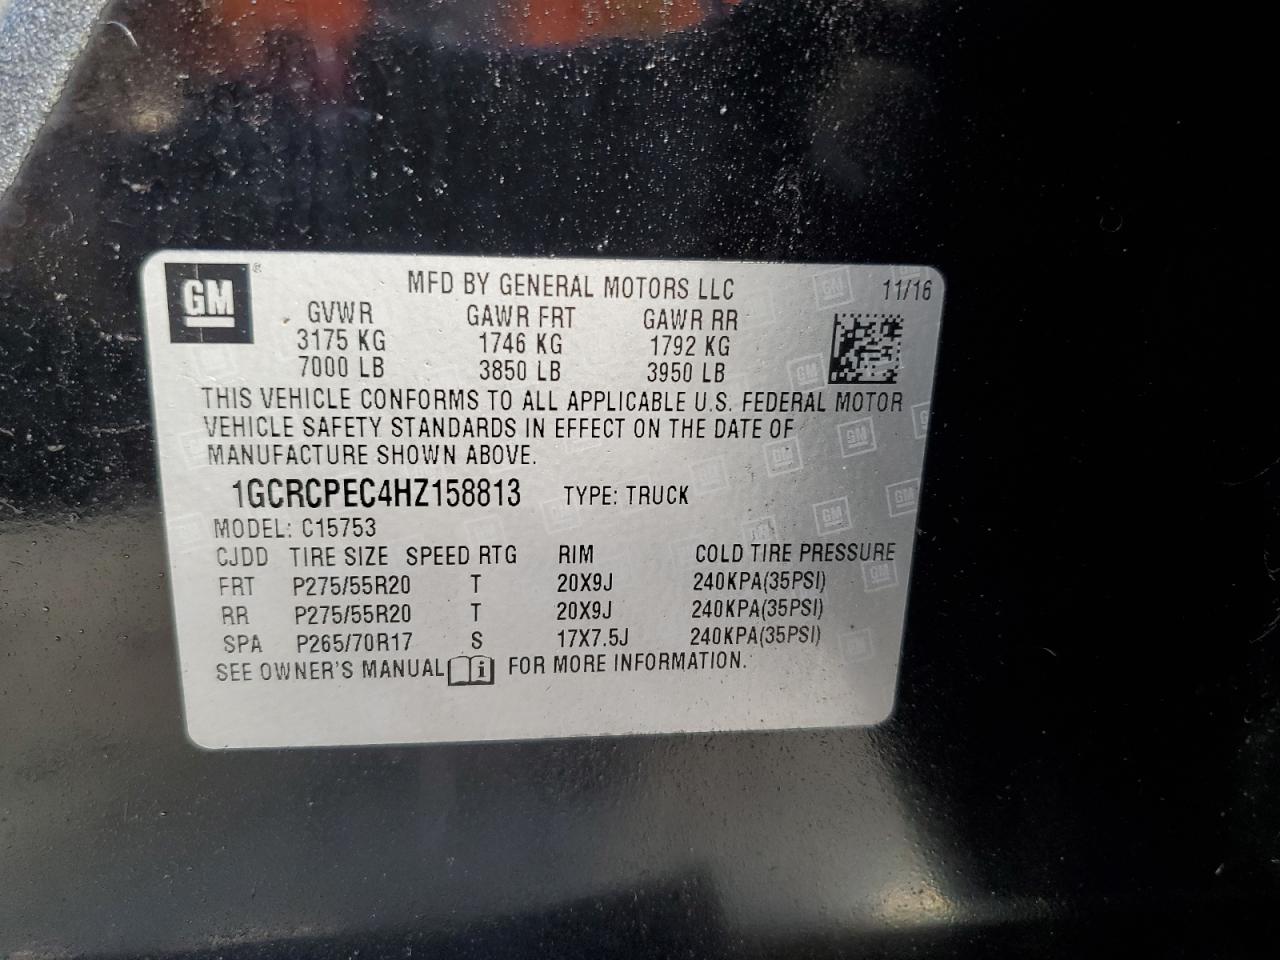 GM ®
MFD BY GENERAL MOTORS LLC 11/16
GVWR GAWR FRT GAWR RR
3175 KG 1746 KG 1792 KG
7000 LB 3850 LB 3950 LB
THIS VEHICLE CONFORMS TO ALL APPLICABLE U.S. FEDERAL MOTOR
VEHICLE SAFETY STANDARDS IN EFFECT ON THE DATE OF
MANUFACTURE SHOWN ABOVE.
1GCRCPEC4HZ158813 TYPE: TRUCK
MODEL: C15753
CJDD TIRE SIZE SPEED RTG RIM COLD TIRE PRESSURE
FRT P275/55R20 T 20X9J 240KPA(35PSI)
RR P275/55R20 T 20X9J 240KPA(35PSI)
SPA P265/70R17 S 17X7.5J 240KPA(35PSI)
SEE OWNER'S MANUAL i FOR MORE INFORMATION.